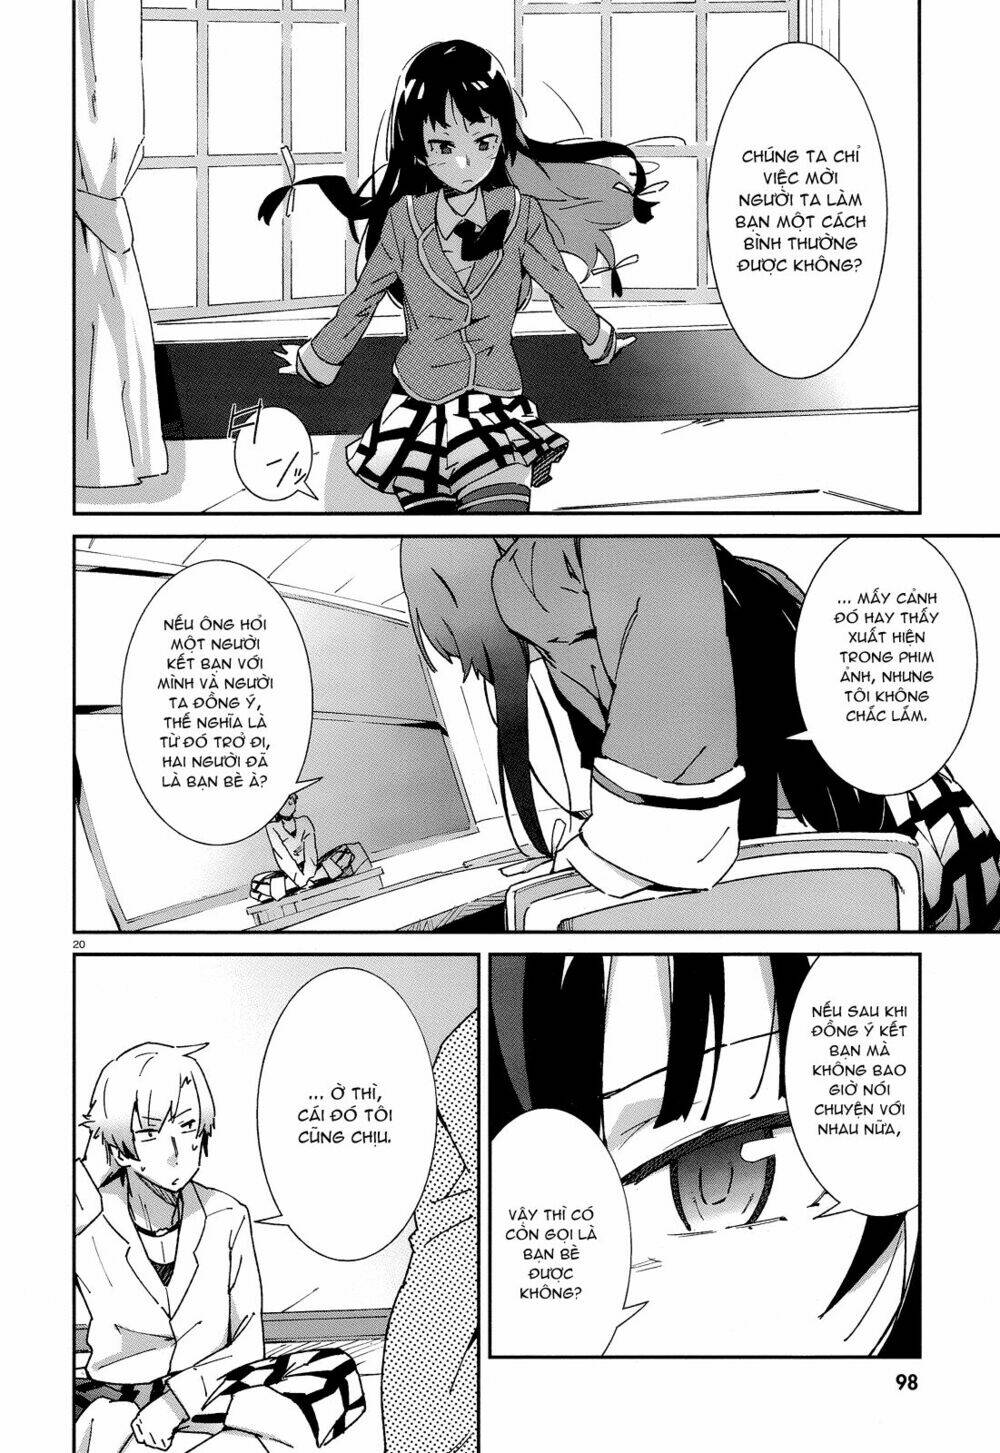 CHÚNG TA CHỈ
VIỆC MỜI
NGƯỜI TA LÀM
BẠN MỘT CÁCH
BÌNH THƯỜNG
ĐƯỢC KHÔNG?
... MẤY CẢNH
ĐÓ HAY THẤY
XUẤT HIỆN
TRONG PHIM
ẢNH, NHƯNG
TÔI KHÔNG
CHẮC LẮM.
NẾU ÔNG HỎI
MỘT NGƯỜI
KẾT BẠN VỚI
MÌNH VÀ NGƯỜI
TA ĐỒNG Ý,
THẾ NGHĨA LÀ
TỪ ĐÓ TRỞ ĐI,
HAI NGƯỜI ĐÃ
LÀ BẠN BÈ À?
20
NẾU SAU KHI
ĐỒNG Ý KẾT
BẠN MÀ
KHÔNG BAO
GIỜ NÓI
CHUYỆN VỚI
NHAU NỮA,
VẬY THÌ CÓ
CÒN GỌI LÀ
BẠN BÈ
ĐƯỢC
KHÔNG?
... Ờ THÌ,
CÁI ĐÓ TÔI
CŨNG CHỊU.
98